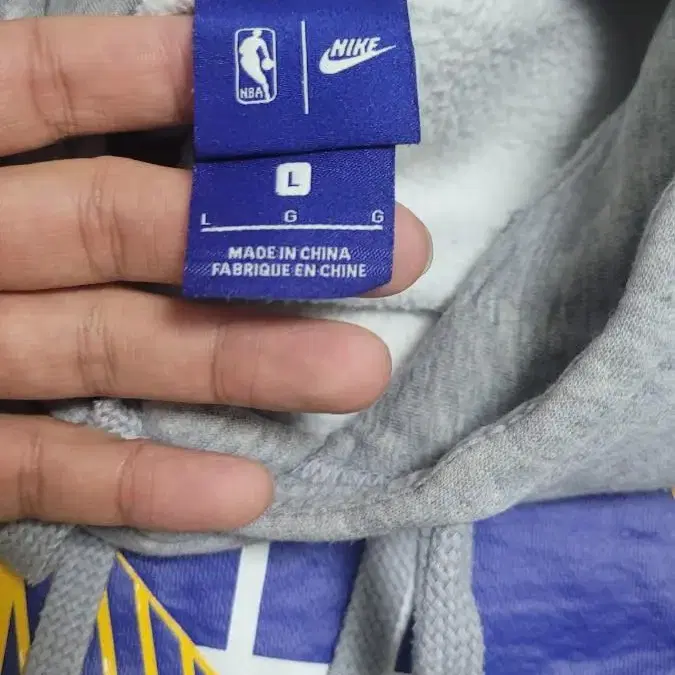 NBA NIKE
L
L G G
MADE IN CHINA
FABRIQUE EN CHINE